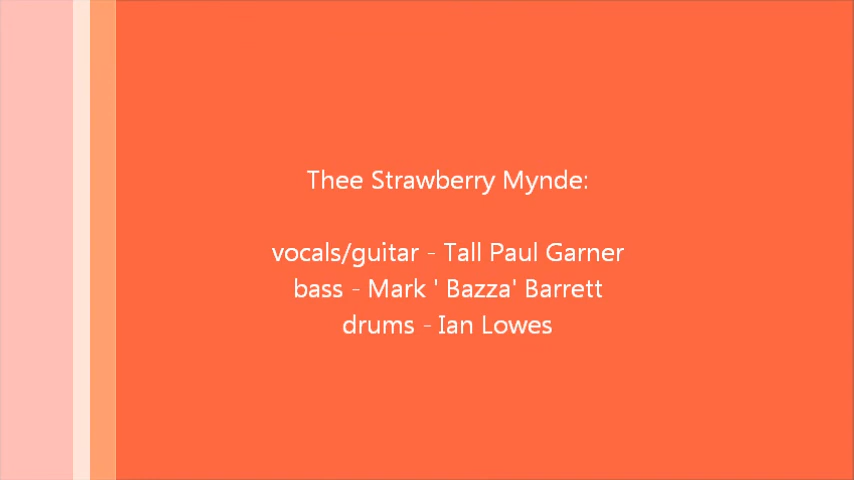 Thee Strawberry Mynde:
vocals/guitar - Tall Paul Garner
bass - Mark ' Bazza' Barrett
drums - Ian Lowes